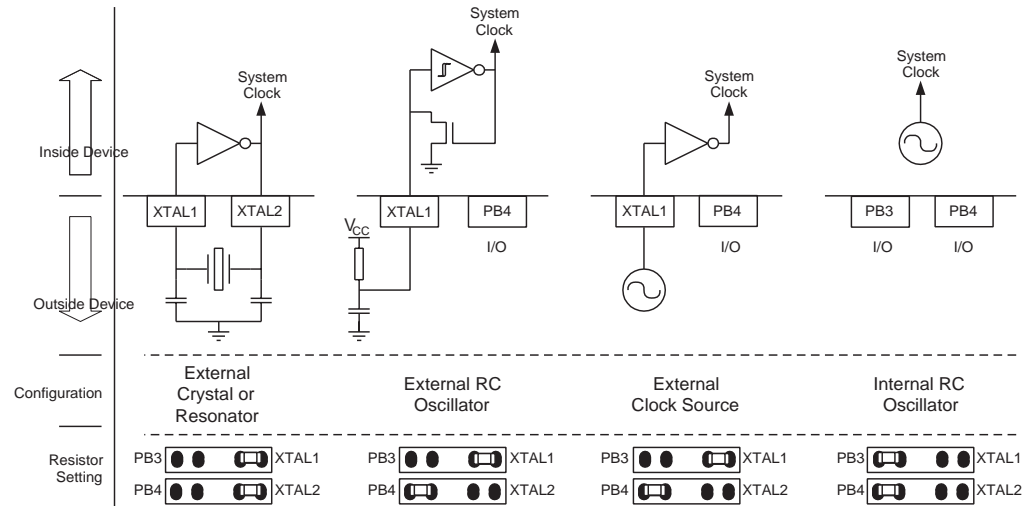 System
Clock
System
Clock
System
Clock
System
Clock
Inside Device
XTAL1
XTAL2
XTAL1
PB4
XTAL1
PB4
PB3
PB4
VCC
I/O
I/O
I/O
I/O
Outside Device
Configuration
External
Crystal or
Resonator
External RC
Oscillator
External
Clock Source
Internal RC
Oscillator
Resistor
Setting
PB3
XTAL1
PB3
XTAL1
PB3
XTAL1
PB3
XTAL1
PB4
XTAL2
PB4
XTAL2
PB4
XTAL2
PB4
XTAL2